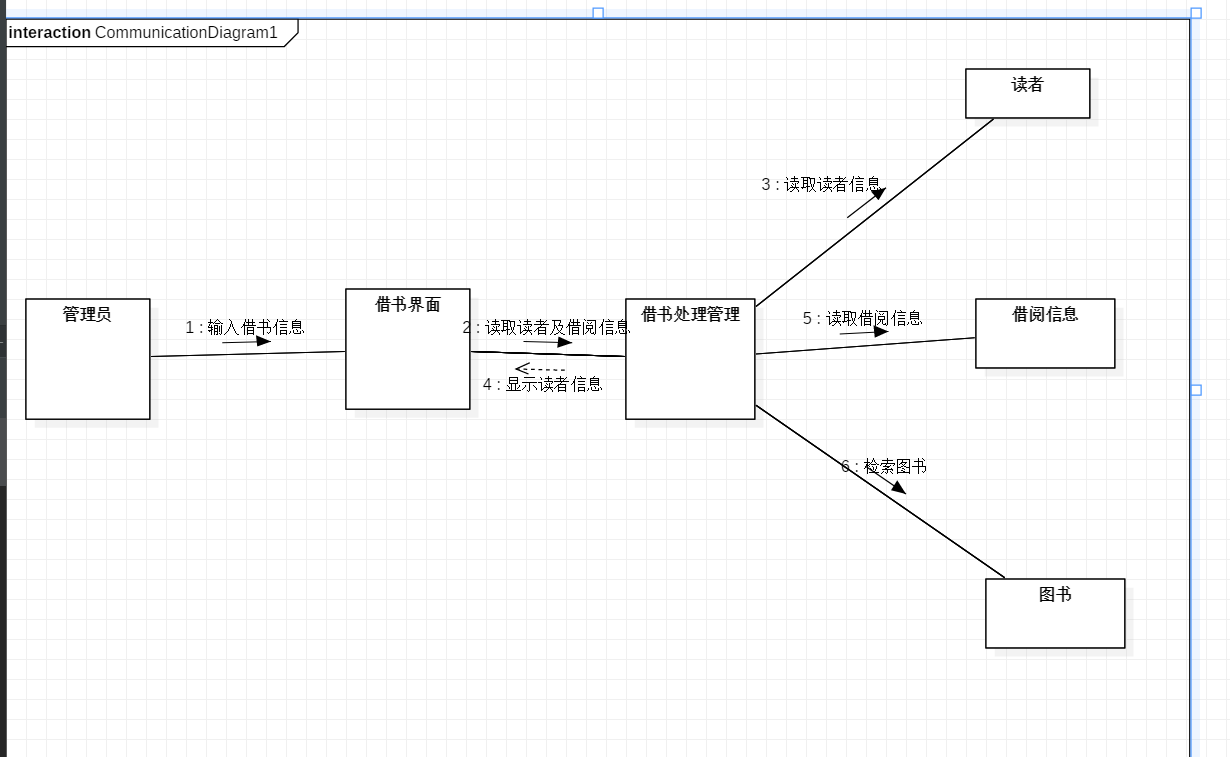 interaction CommunicationDiagram1
读者
3 : 读取读者信息
管理员
1 : 输入借书信息
借书界面
2 : 读取读者及借阅信息
4 : 显示读者信息
借书处理管理
5 : 读取借阅信息
借阅信息
6 : 检索图书
图书